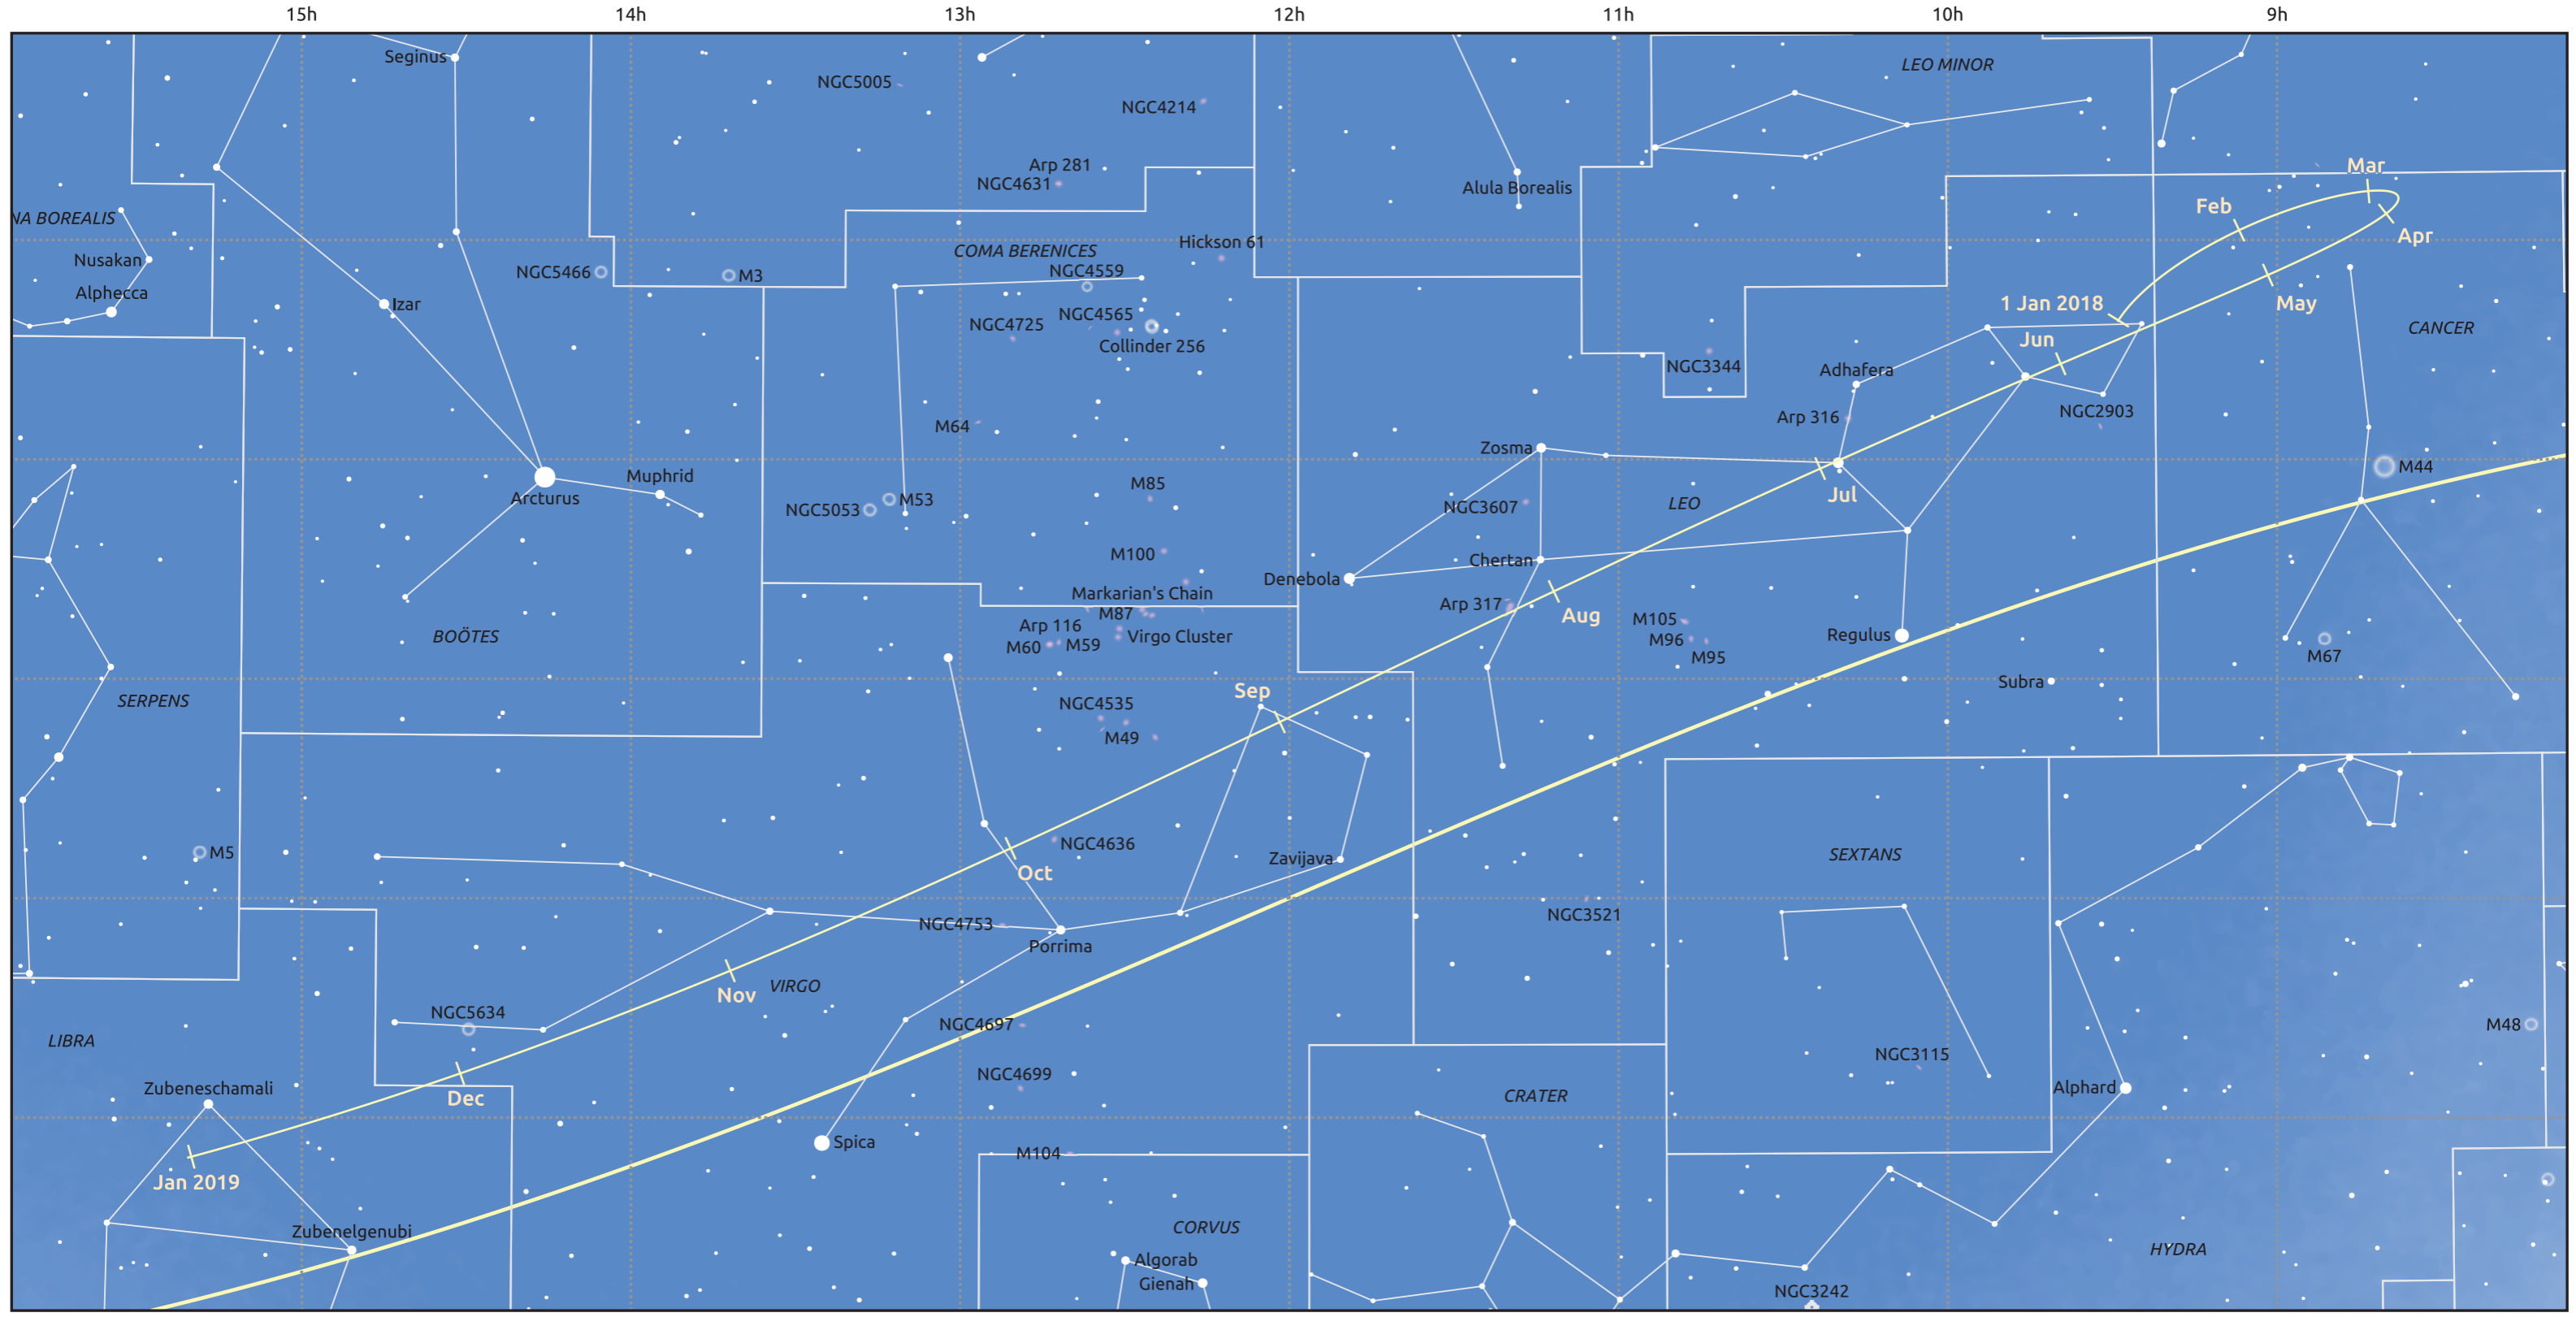 15h 14h 13h 12h 11h 10h 9h
Seginus
NGC5005
NGC4214
LEO MINOR
Arp 281
NGC4631
Alula Borealis
Mar
Feb
Apr
NA BOREALIS
Nusakan
Alphecca
Izar
NGC5466
M3
COMA BERENICES
Hickson 61
NGC4559
NGC4565
NGC4725
Collinder 256
1 Jan 2018
May
Jun
CANCER
NGC3344
Adhafera
NGC2903
Arp 316
M64
Zosma
M44
Muphrid
Arcturus
M85
NGC5053
M53
NGC3607
LEO
Jul
M100
Chertan
Denebola
Markarian's Chain
M87
Arp 116
Virgo Cluster
M60
M59
Arp 317
Aug
M105
M96
M95
Regulus
BOÖTES
M67
SERPENS
Subra
Sep
NGC4535
M49
M5
NGC4636
Oct
Zavijava
SEXTANS
NGC4753
Porrima
NGC3521
Nov
VIRGO
NGC5634
NGC4697
M48
LIBRA
NGC3115
Zubeneschamali
Dec
NGC4699
CRATER
Alphard
Spica
M104
Jan 2019
Zubenelgenubi
CORVUS
Algorab
Gienah
HYDRA
NGC3242